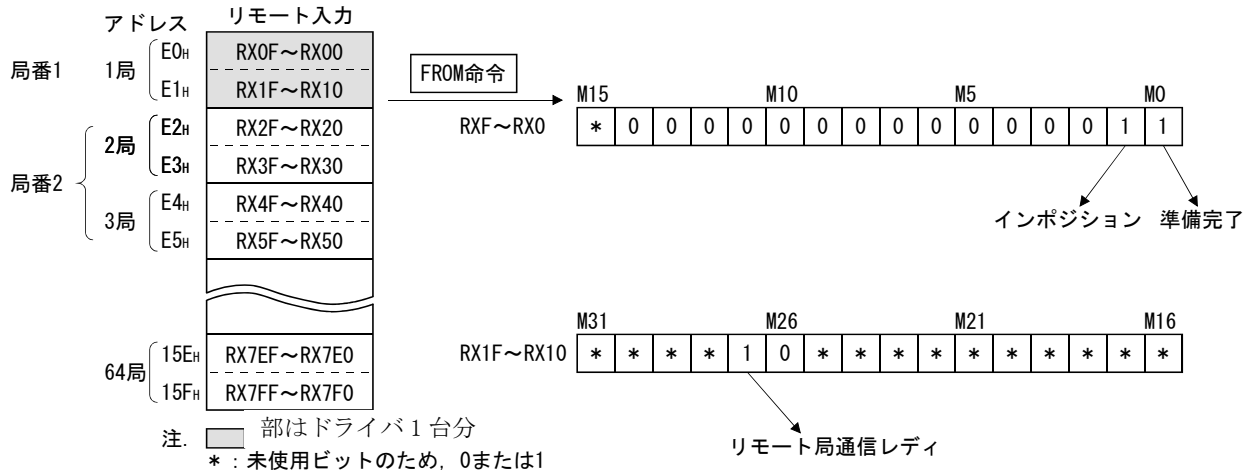 アドレス リモート入力
局番1 1局 E0H RX0F～RX00
E1H RX1F～RX10
局番2 2局 E2H RX2F～RX20
E3H RX3F～RX30
3局 E4H RX4F～RX40
E5H RX5F～RX50
64局 15EH RX7EF～RX7E0
15FH RX7FF～RX7F0
注. 部はドライバ1台分
* : 未使用ビットのため, 0または1
FROM命令
M15 M10 M5 M0
RXF～RX0 * 0 0 0 0 0 0 0 0 0 0 0 0 0 1 1
インポジション 準備完了
M31 M26 M21 M16
RX1F～RX10 * * * * 1 0 * * * * * * * * * *
リモート局通信レディ